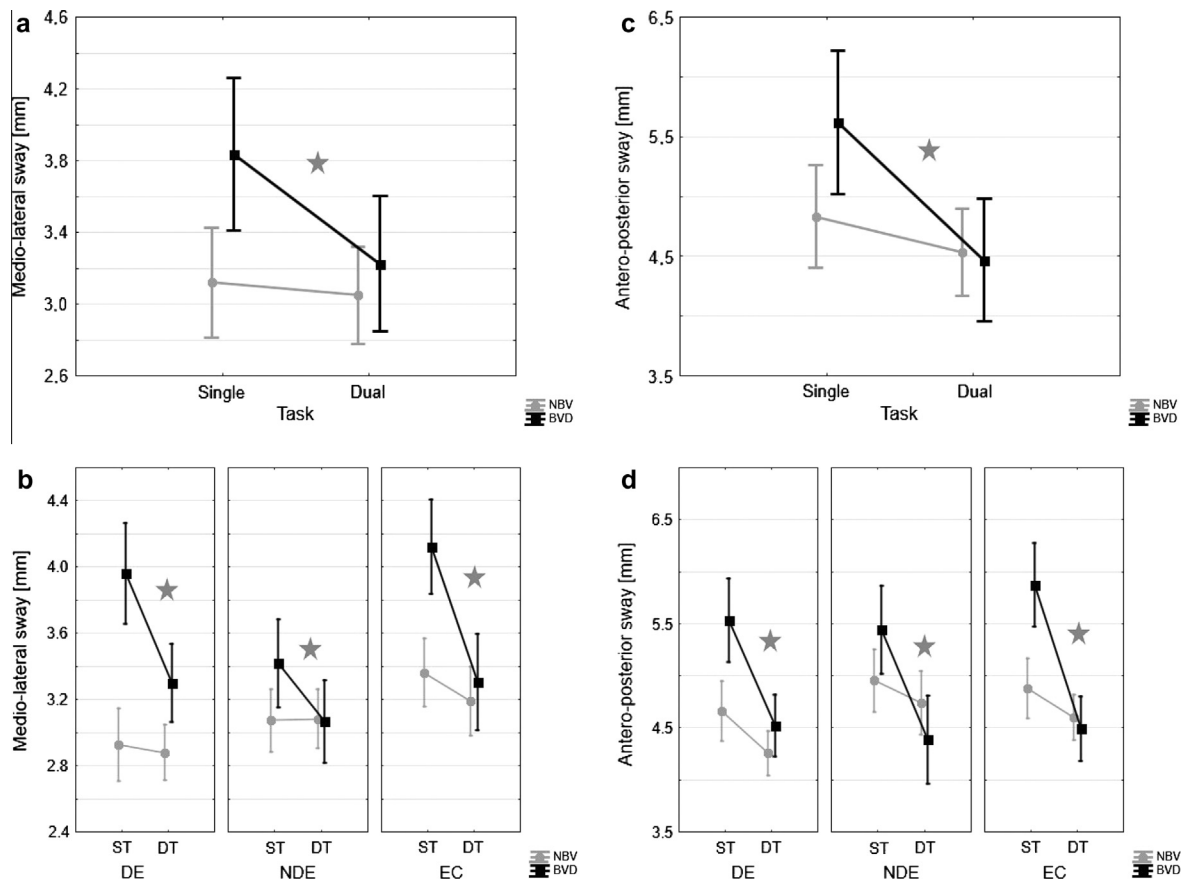 a
Medio-lateral sway [mm]
4.6
4.2
3.8
3.4
3.0
2.6
Single Dual
Task
NBV
BVD
c
Antero-posterior sway [mm]
6.5
5.5
4.5
3.5
Single Dual
Task
NBV
BVD
b
Medio-lateral sway [mm]
4.4
4.0
3.6
3.2
2.8
2.4
ST DT ST DT ST DT
DE NDE EC
NBV
BVD
d
Antero-posterior sway [mm]
6.5
5.5
4.5
3.5
ST DT ST DT ST DT
DE NDE EC
NBV
BVD